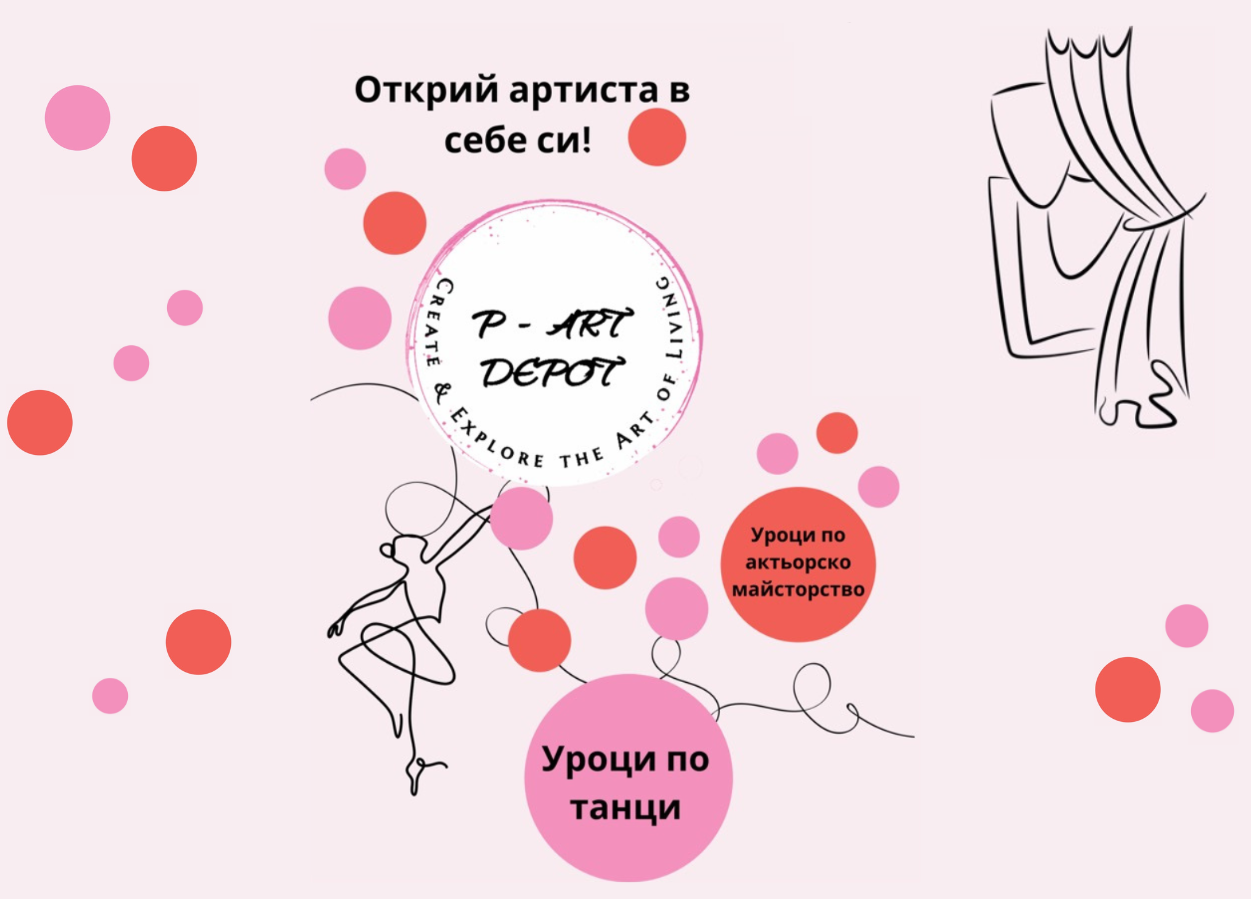 Открий артиста в
себе си!
P - ART
DEPOT
CREATE & EXPLORE THE ART OF LIVING
Уроци по
актьорско
майсторство
Уроци по
танци